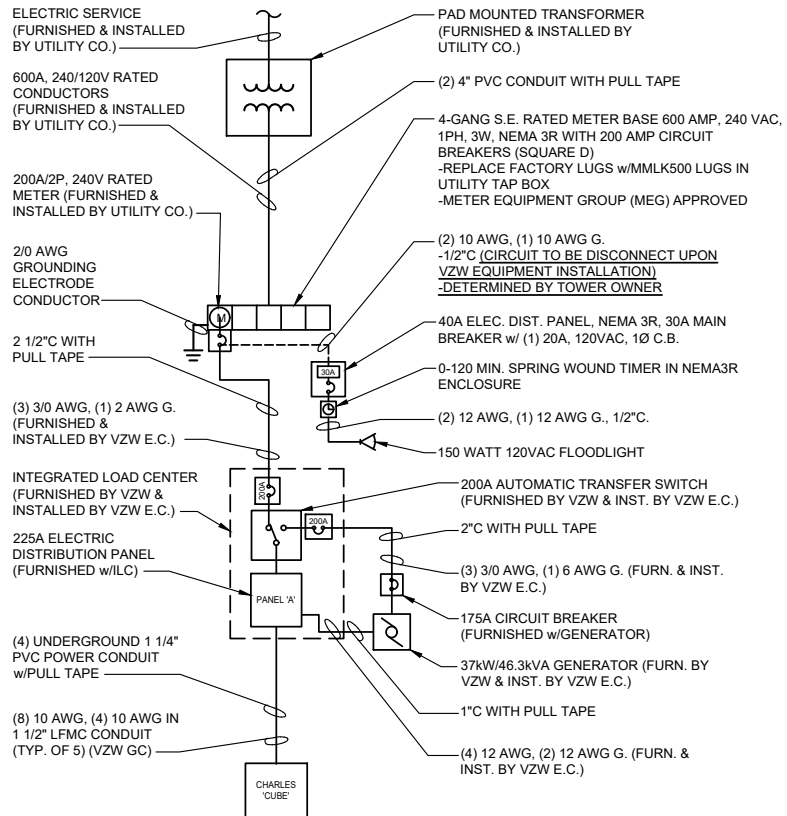 ELECTRIC SERVICE
(FURNISHED & INSTALLED
BY UTILITY CO.)
600A, 240/120V RATED
CONDUCTORS
(FURNISHED & INSTALLED
BY UTILITY CO.)
200A/2P, 240V RATED
METER (FURNISHED &
INSTALLED BY UTILITY CO.)
2/0 AWG
GROUNDING
ELECTRODE
CONDUCTOR
2 1/2"C WITH
PULL TAPE
(3) 3/0 AWG, (1) 2 AWG G.
(FURNISHED &
INSTALLED BY VZW E.C.)
INTEGRATED LOAD CENTER
(FURNISHED BY VZW &
INSTALLED BY VZW E.C.)
225A ELECTRIC
DISTRIBUTION PANEL
(FURNISHED w/ILC)
(4) UNDERGROUND 1 1/4"
PVC POWER CONDUIT
w/PULL TAPE
(8) 10 AWG, (4) 10 AWG IN
1 1/2" LFMC CONDUIT
(TYP. OF 5) (VZW GC)
M
30A
200A
200A
PANEL 'A'
CHARLES
'CUBE'
PAD MOUNTED TRANSFORMER
(FURNISHED & INSTALLED BY
UTILITY CO.)
(2) 4" PVC CONDUIT WITH PULL TAPE
4-GANG S.E. RATED METER BASE 600 AMP, 240 VAC,
1PH, 3W, NEMA 3R WITH 200 AMP CIRCUIT
BREAKERS (SQUARE D)
-REPLACE FACTORY LUGS w/MMLK500 LUGS IN
UTILITY TAP BOX
-METER EQUIPMENT GROUP (MEG) APPROVED
(2) 10 AWG, (1) 10 AWG G.
-1/2"C (CIRCUIT TO BE DISCONNECT UPON
VZW EQUIPMENT INSTALLATION)
-DETERMINED BY TOWER OWNER
40A ELEC. DIST. PANEL, NEMA 3R, 30A MAIN
BREAKER w/ (1) 20A, 120VAC, 1Ø C.B.
0-120 MIN. SPRING WOUND TIMER IN NEMA3R
ENCLOSURE
(2) 12 AWG, (1) 12 AWG G., 1/2"C.
150 WATT 120VAC FLOODLIGHT
200A AUTOMATIC TRANSFER SWITCH
(FURNISHED BY VZW & INST. BY VZW E.C.)
2"C WITH PULL TAPE
(3) 3/0 AWG, (1) 6 AWG G. (FURN. & INST.
BY VZW E.C.)
175A CIRCUIT BREAKER
(FURNISHED w/GENERATOR)
37kW/46.3kVA GENERATOR (FURN. BY
VZW & INST. BY VZW E.C.)
1"C WITH PULL TAPE
(4) 12 AWG, (2) 12 AWG G. (FURN. &
INST. BY VZW E.C.)